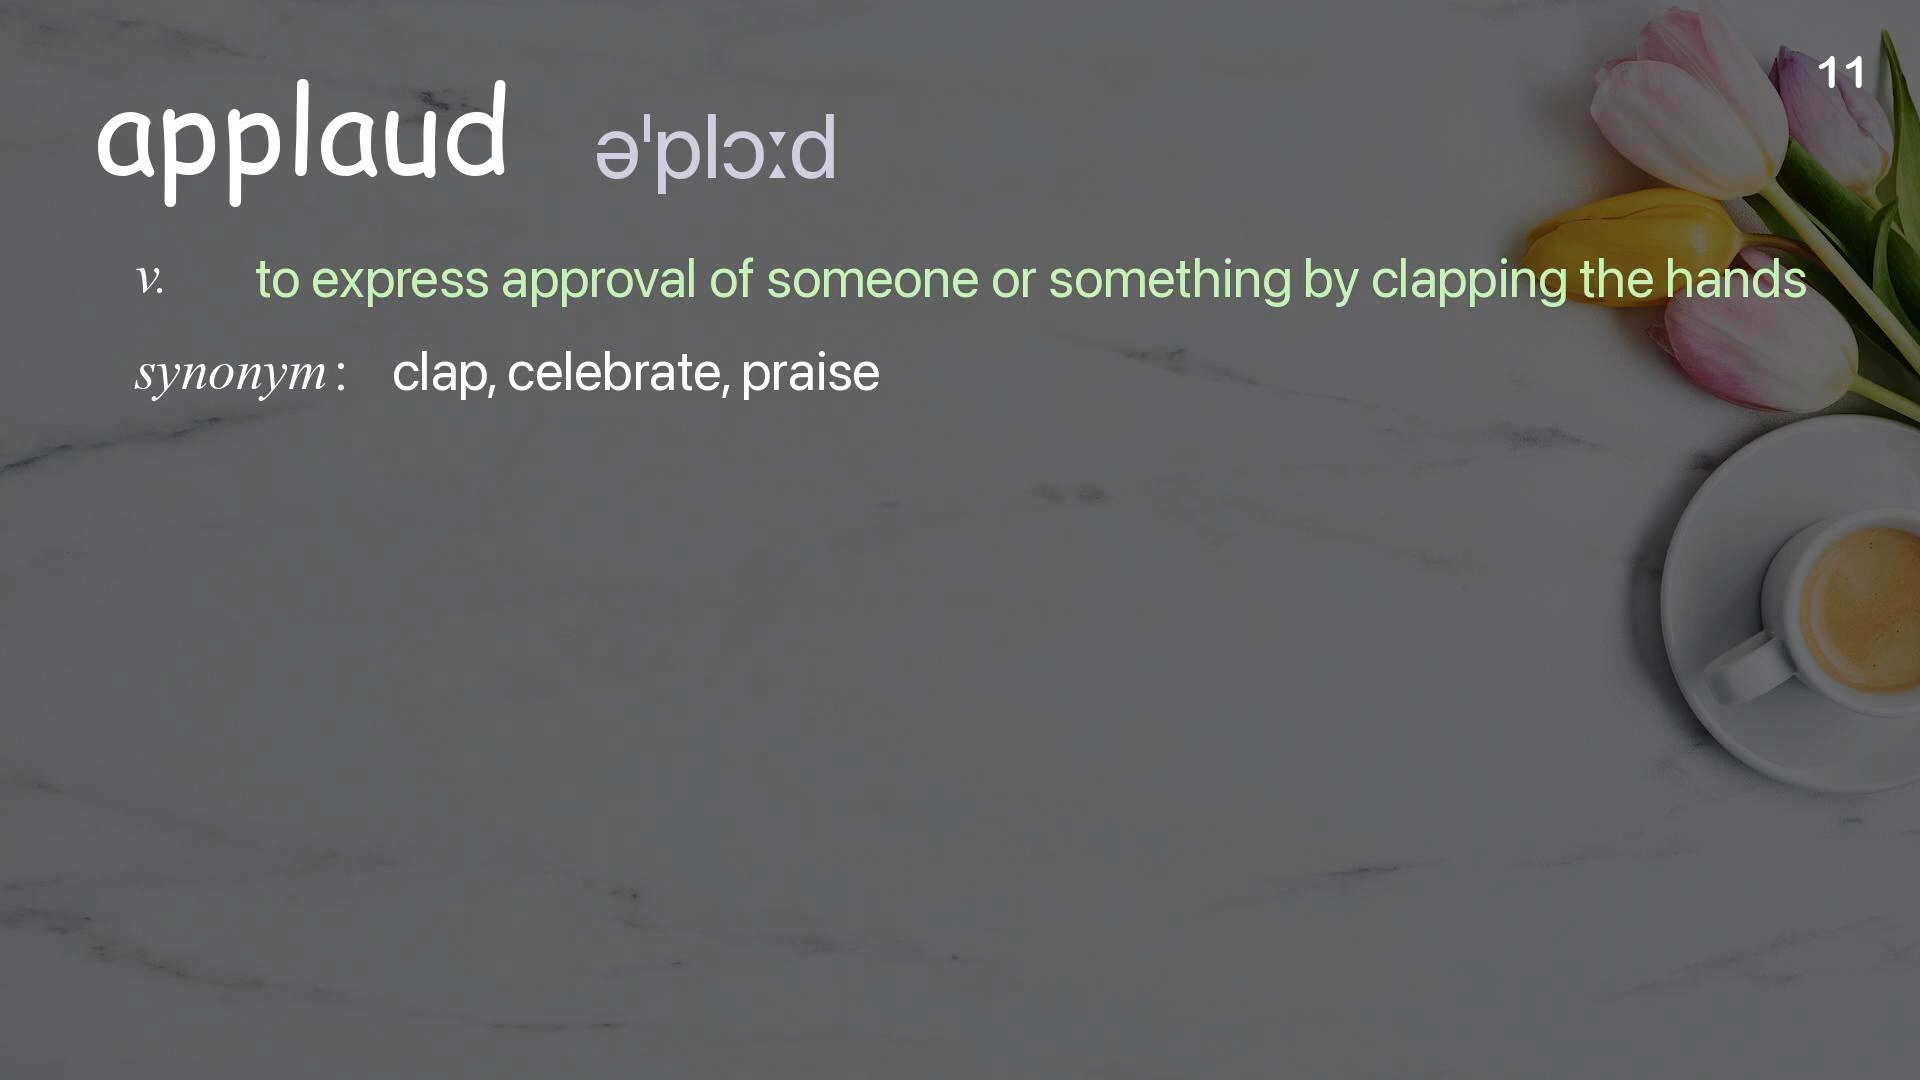 11
applaud əˈplɔːd
v. to express approval of someone or something by clapping the hands
synonym : clap, celebrate, praise